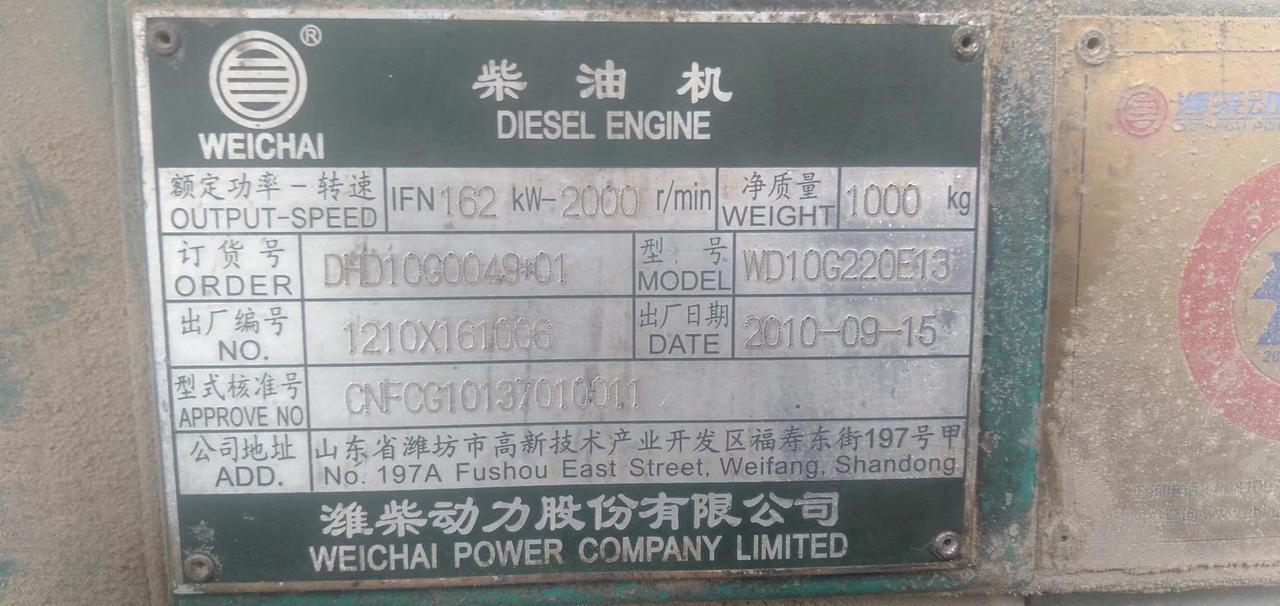 ®
WEICHAI
柴油机
DIESEL ENGINE
额定功率-转速 OUTPUT-SPEED IFN 162 kW-2000 r/min 净质量 WEIGHT 1000 kg
订货号 ORDER DHD10G0049*01 型号 MODEL WD10G220E13
出厂编号 NO. 1210X161006 出厂日期 DATE 2010-09-15
型式核准号 APPROVE NO CNFCG10137010011
公司地址 ADD. 山东省潍坊市高新技术产业开发区福寿东街197号甲
No. 197A Fushou East Street, Weifang, Shandong
潍柴动力股份有限公司
WEICHAI POWER COMPANY LIMITED
潍柴动